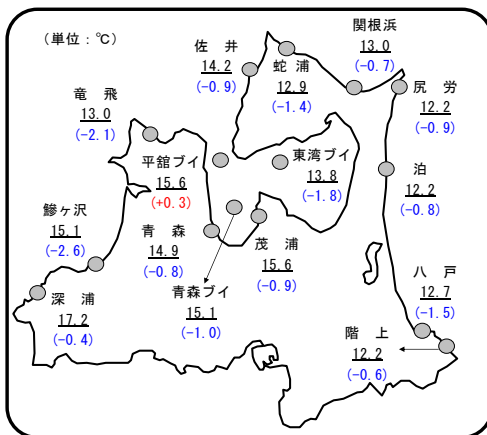 （単位：℃）
関根浜
13.0
(-0.7)
佐井
14.2
(-0.9)
蛇浦
12.9
(-1.4)
尻労
12.2
(-0.9)
竜飛
13.0
(-2.1)
平舘ブイ
15.6
(+0.3)
東湾ブイ
13.8
(-1.8)
泊
12.2
(-0.8)
鰺ヶ沢
15.1
(-2.6)
青森
14.9
(-0.8)
茂浦
15.6
(-0.9)
八戸
12.7
(-1.5)
深浦
17.2
(-0.4)
青森ブイ
15.1
(-1.0)
階上
12.2
(-0.6)